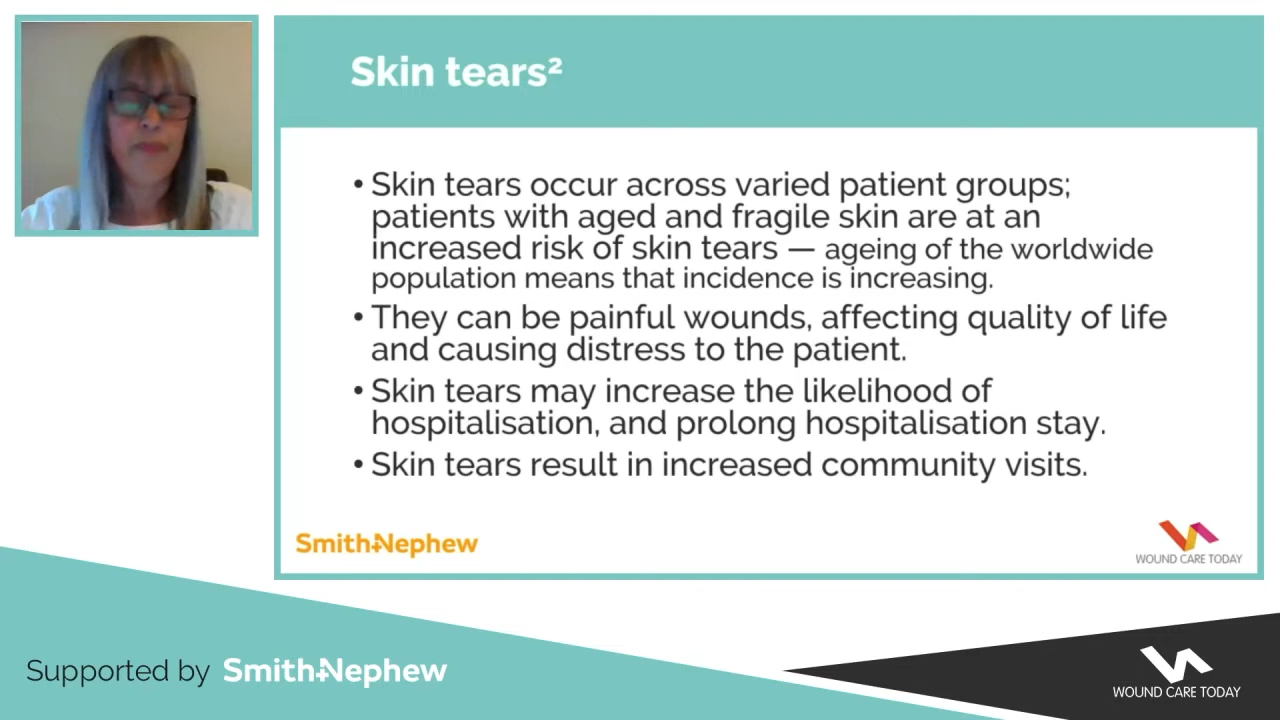 Skin tears²
• Skin tears occur across varied patient groups;
patients with aged and fragile skin are at an
increased risk of skin tears — ageing of the worldwide
population means that incidence is increasing.
• They can be painful wounds, affecting quality of life
and causing distress to the patient.
• Skin tears may increase the likelihood of
hospitalisation, and prolong hospitalisation stay.
• Skin tears result in increased community visits.
Smith+Nephew
WOUND CARE TODAY
Supported by Smith+Nephew
WOUND CARE TODAY